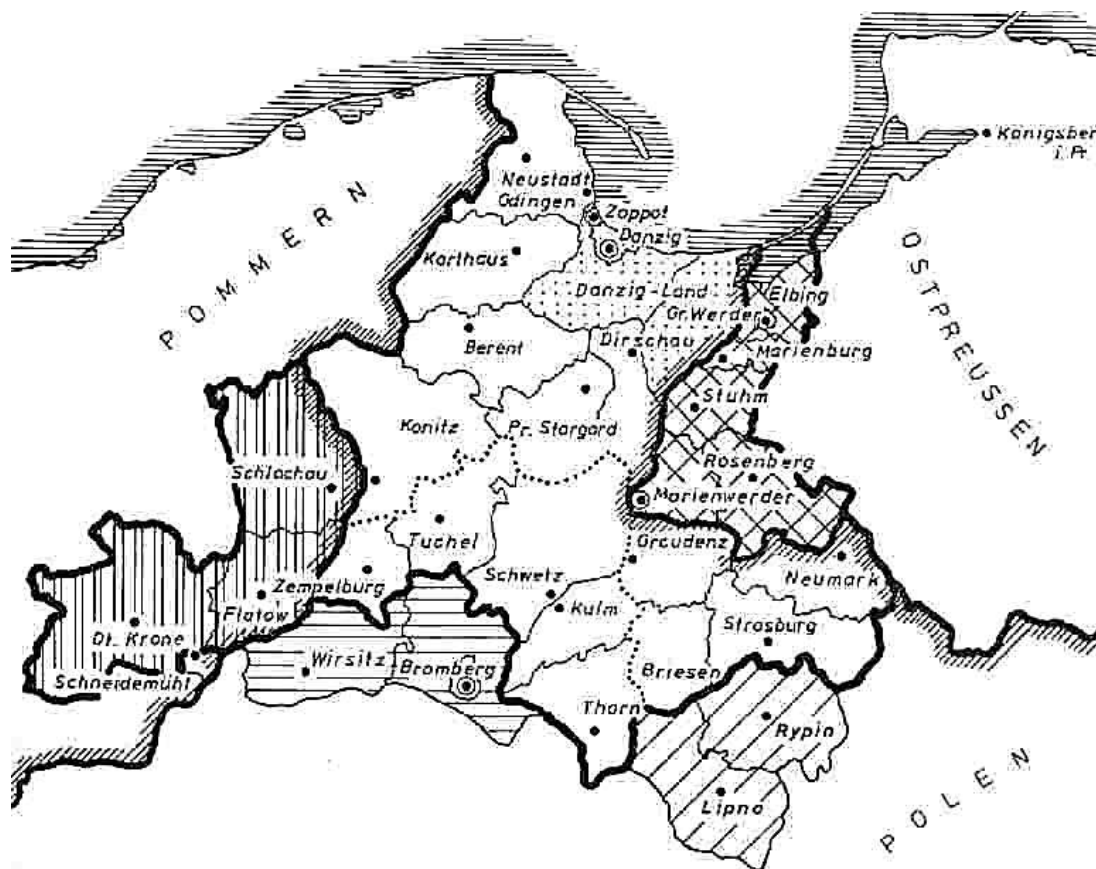 Königsber
i. Pr.
POMMERN
OSTPREUSSEN
Neustadt
Gdingen
Zoppot
Danzig
Karthaus
Danzig-Land
Elbing
Gr. Werder
Berent
Dirschau
Marienburg
Stuhm
Konitz
Pr. Stargard
Schlochau
Rosenberg
Marienwerder
Tuchel
Graudenz
Zempelburg
Schwetz
Neumark
Flatow
Kulm
Strasburg
Dt. Krone
Wirsitz
Bromberg
Briesen
Schneidemühl
Thorn
Rypin
Lipno
POLEN